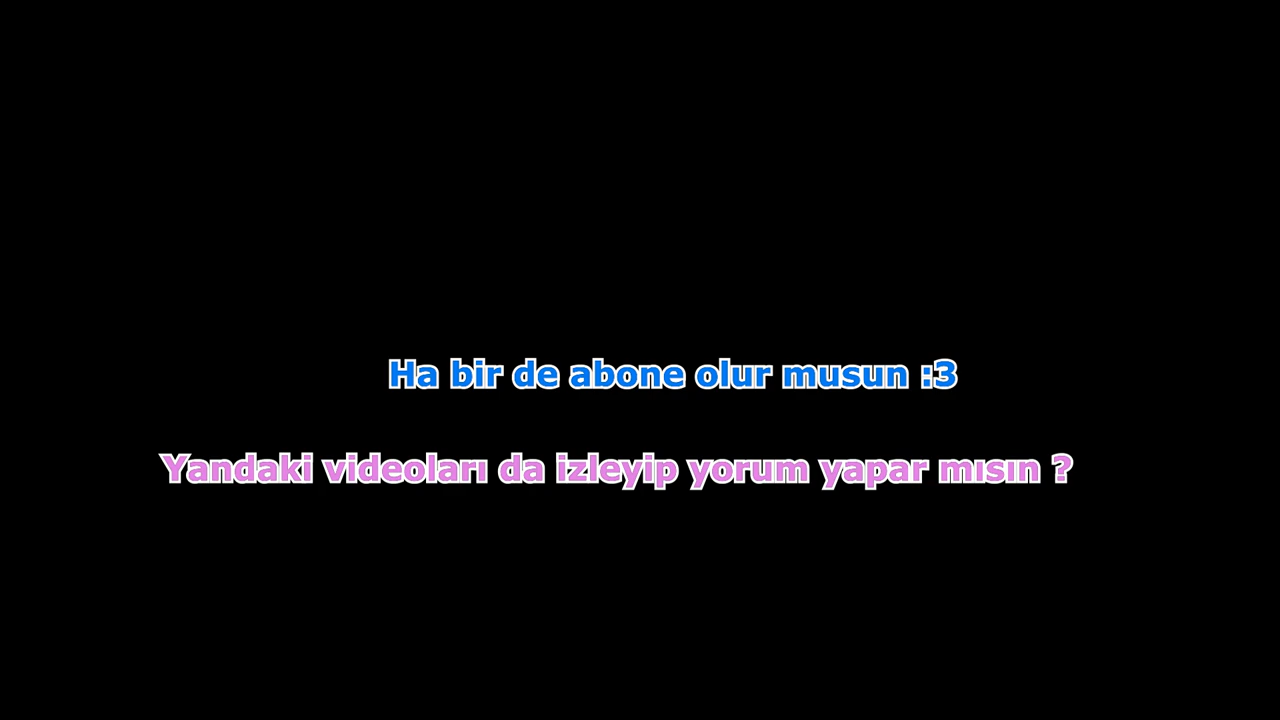 Ha bir de abone olur musun :3
Yandaki videoları da izleyip yorum yapar mısın ?